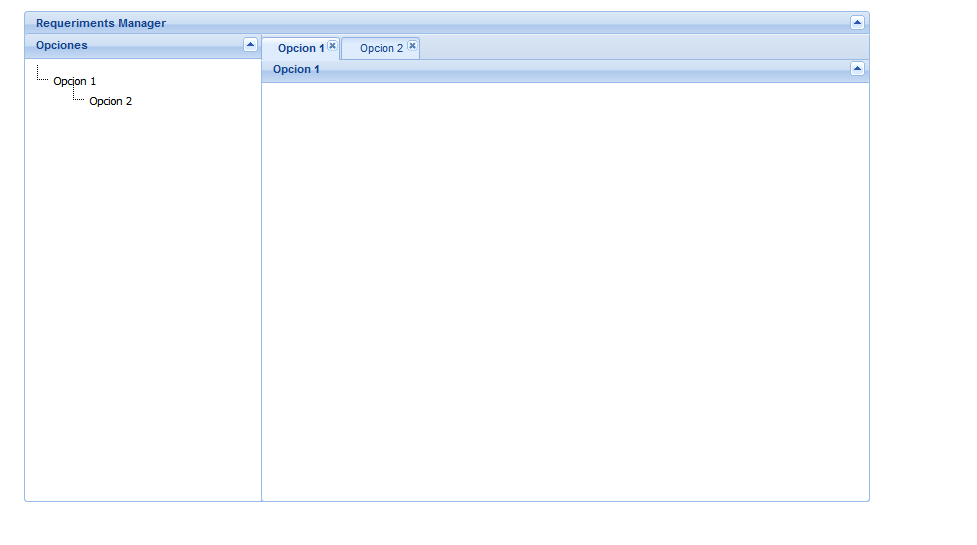 Requeriments Manager
Opciones
Opcion 1 Opcion 2
Opcion 1
Opcion 1
Opcion 2